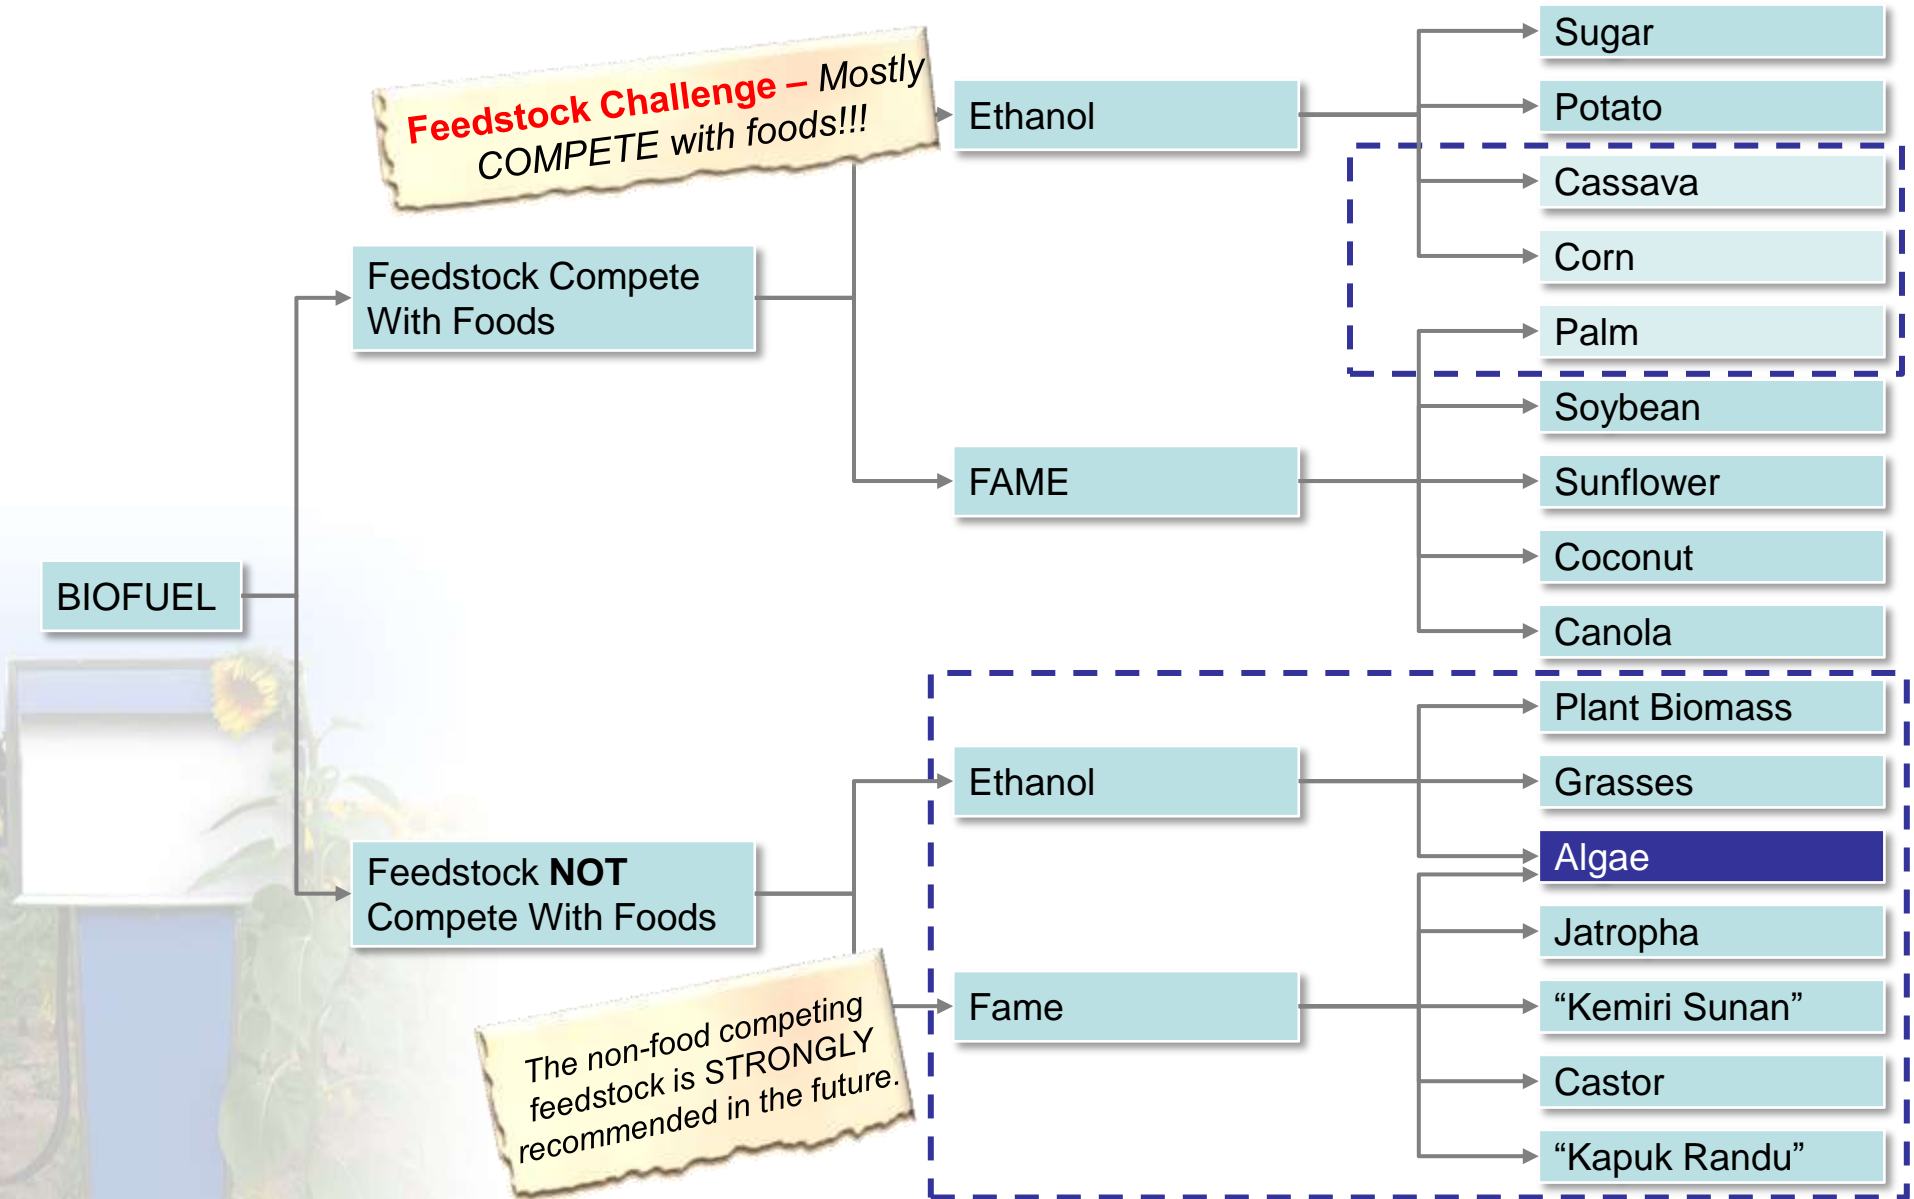 Feedstock Challenge – Mostly
COMPETE with foods!!!
BIOFUEL
Feedstock Compete
With Foods
Ethanol
Sugar
Potato
Cassava
Corn
FAME
Palm
Soybean
Sunflower
Coconut
Canola
Feedstock NOT
Compete With Foods
The non-food competing
feedstock is STRONGLY
recommended in the future.
Ethanol
Plant Biomass
Grasses
Algae
Fame
Jatropha
“Kemiri Sunan”
Castor
“Kapuk Randu”